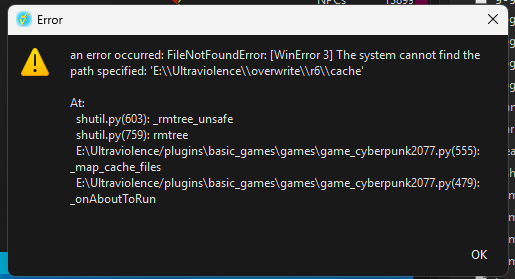 NPCs 13899
Error
an error occurred: FileNotFoundError: [WinError 3] The system cannot find the
path specified: 'E:\\Ultraviolence\\overwrite\\r6\\cache'
At:
shutil.py(603): _rmtree_unsafe
shutil.py(759): rmtree
E:\Ultraviolence/plugins\basic_games\games\game_cyberpunk2077.py(555):
_map_cache_files
E:\Ultraviolence/plugins\basic_games\games\game_cyberpunk2077.py(479):
_onAboutToRun
OK